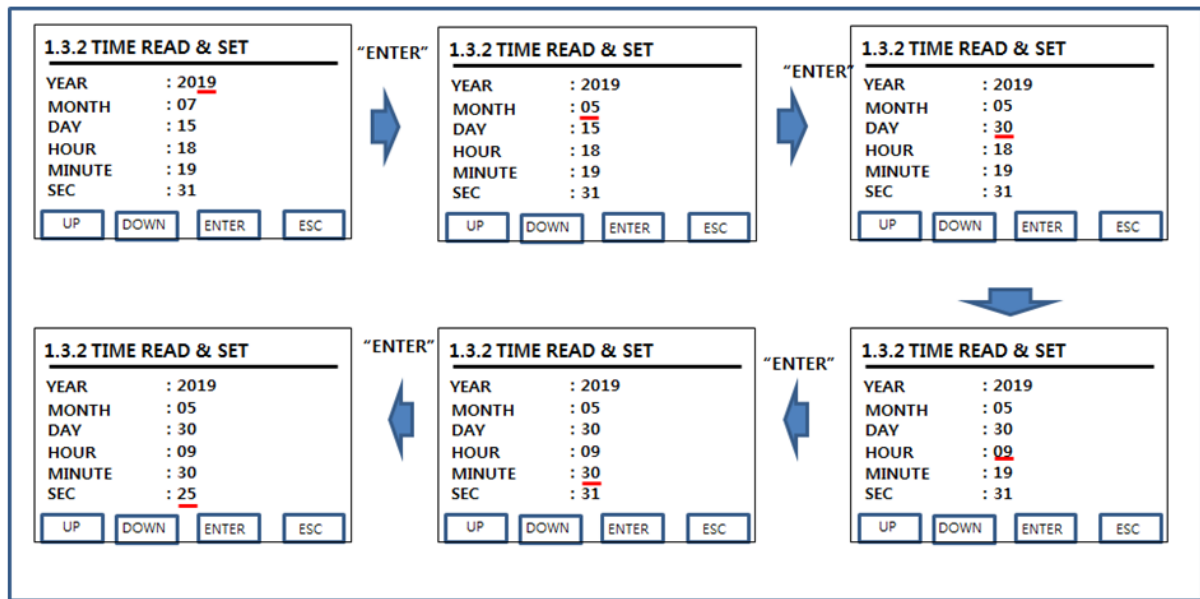 1.3.2 TIME READ & SET
YEAR : 2019
MONTH : 07
DAY : 15
HOUR : 18
MINUTE : 19
SEC : 31
UP DOWN ENTER ESC
"ENTER"
1.3.2 TIME READ & SET
YEAR : 2019
MONTH : 05
DAY : 15
HOUR : 18
MINUTE : 19
SEC : 31
UP DOWN ENTER ESC
"ENTER"
1.3.2 TIME READ & SET
YEAR : 2019
MONTH : 05
DAY : 30
HOUR : 18
MINUTE : 19
SEC : 31
UP DOWN ENTER ESC
1.3.2 TIME READ & SET
YEAR : 2019
MONTH : 05
DAY : 30
HOUR : 09
MINUTE : 30
SEC : 25
UP DOWN ENTER ESC
"ENTER"
1.3.2 TIME READ & SET
YEAR : 2019
MONTH : 05
DAY : 30
HOUR : 09
MINUTE : 30
SEC : 31
UP DOWN ENTER ESC
"ENTER"
1.3.2 TIME READ & SET
YEAR : 2019
MONTH : 05
DAY : 30
HOUR : 09
MINUTE : 19
SEC : 31
UP DOWN ENTER ESC